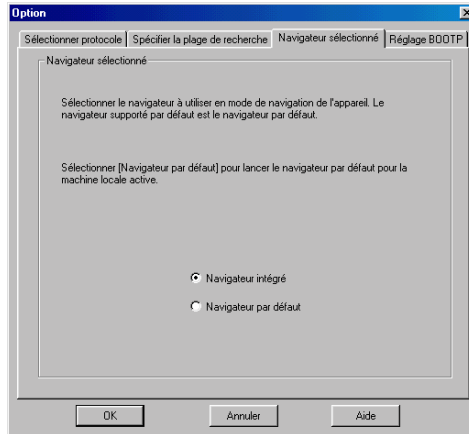 Option
Sélectionner protocole
Spécifier la plage de recherche
Navigateur sélectionné
Réglage BOOTP
Navigateur sélectionné
Sélectionner le navigateur à utiliser en mode de navigation de l'appareil. Le
navigateur supporté par défaut est le navigateur par défaut.
Sélectionner [Navigateur par défaut] pour lancer le navigateur par défaut pour la
machine locale active.
Navigateur intégré
Navigateur par défaut
OK
Annuler
Aide